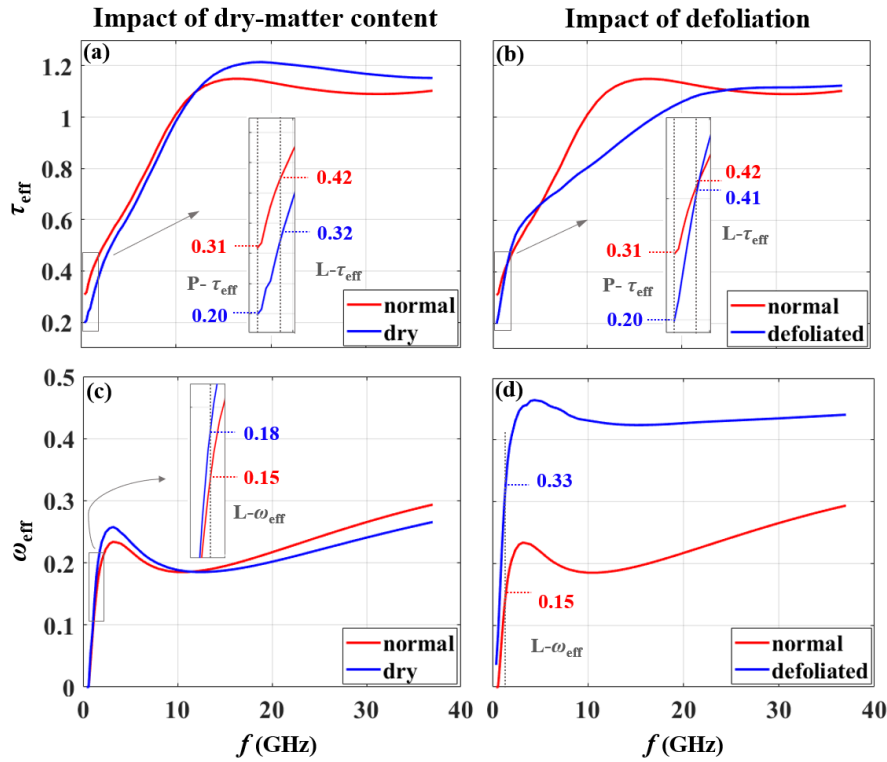 Impact of dry-matter content
Impact of defoliation
(a)
1.2
1
0.8
0.6
0.4
0.2
τeff
0.42
0.31
0.32
P- τeff
L-τeff
0.20
normal
dry
(b)
0.42
0.41
0.31
L-τeff
P- τeff
0.20
normal
defoliated
(c)
0.5
0.4
0.3
0.2
0.1
0
ωeff
0.18
0.15
L-ωeff
normal
dry
0
10
20
30
40
f (GHz)
(d)
0.33
0.15
L-ωeff
normal
defoliated
0
10
20
30
40
f (GHz)